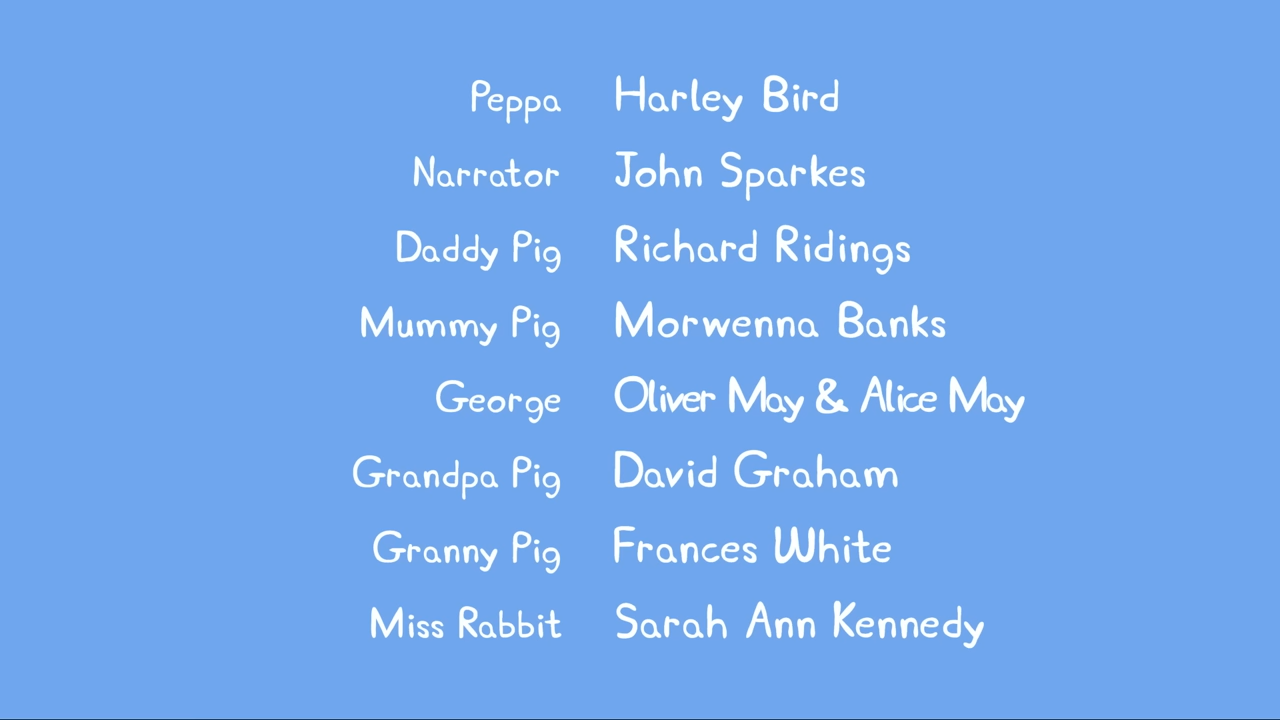 Peppa Harley Bird
Narrator John Sparkes
Daddy Pig Richard Ridings
Mummy Pig Morwenna Banks
George Oliver May & Alice May
Grandpa Pig David Graham
Granny Pig Frances White
Miss Rabbit Sarah Ann Kennedy